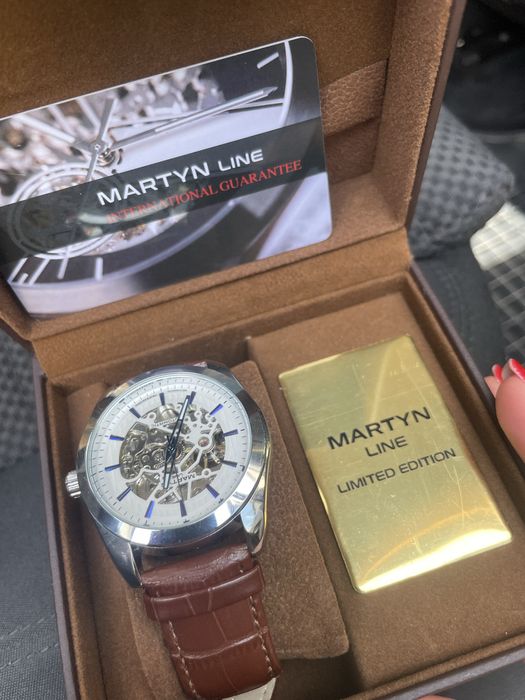 MARTYN LINE
INTERNATIONAL GUARANTEE
MARTYN
LINE
LIMITED EDITION